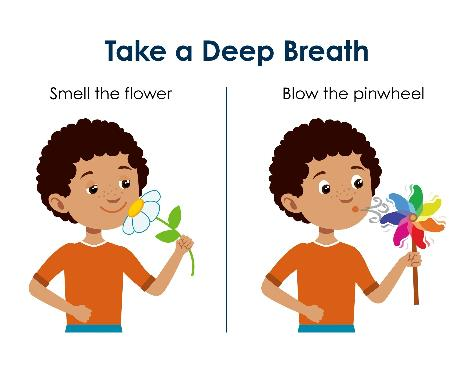 Take a Deep Breath
Smell the flower
Blow the pinwheel